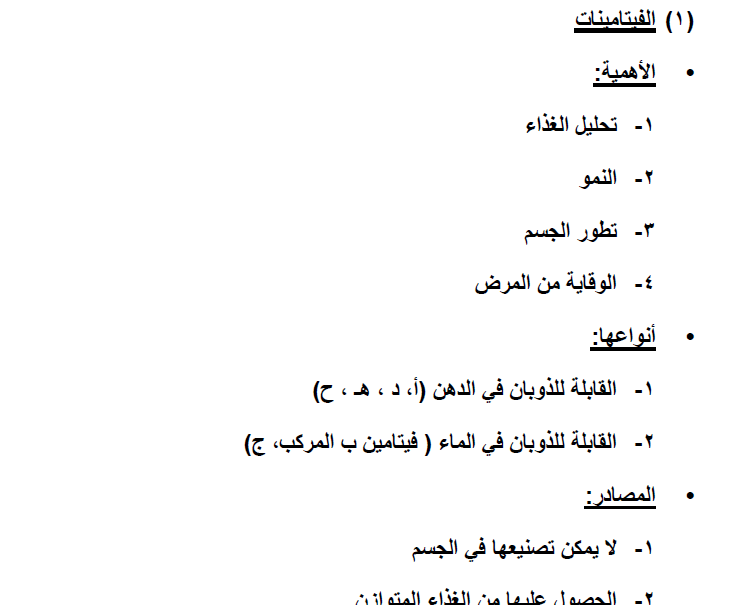 (١) الفيتامينات
• الأهمية:
١- تحليل الغذاء
٢- النمو
٣- تطور الجسم
٤- الوقاية من المرض
• أنواعها:
١- القابلة للذوبان في الدهن (أ، د ، هـ ، ح)
٢- القابلة للذوبان في الماء ( فيتامين ب المركب، ج)
• المصادر:
١- لا يمكن تصنيعها في الجسم
٢- الحصول عليها من الغذاء المتوازن